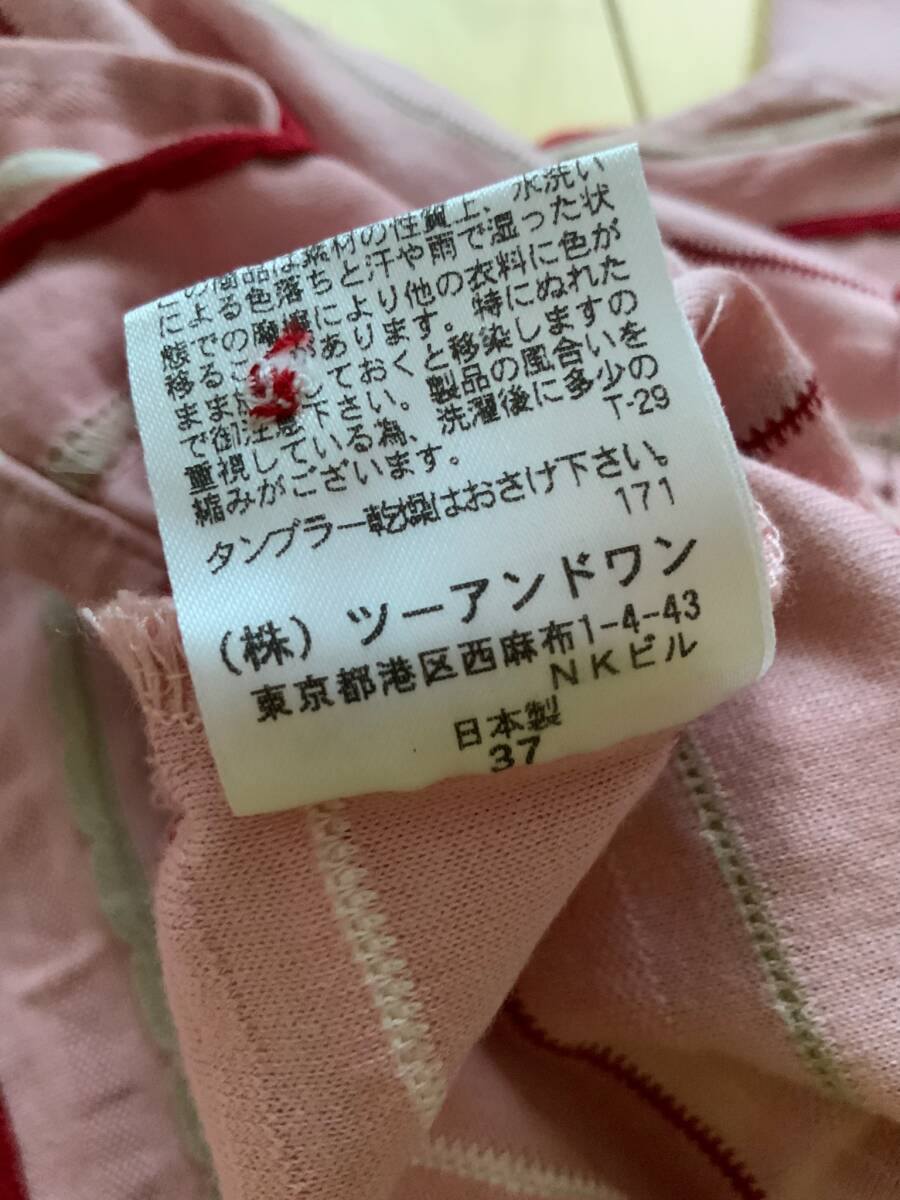 この商品は素材の性質上、水洗い
による色落ちと汗や雨で湿った状
態での摩擦により他の衣料に色が
移るあります。特にぬれた
ままておくと移染しますの
で御注意下さい。製品の風合いを
重視している為、洗濯後に多少の
縮みがございます。 T-29
タンブラー乾燥はおさけ下さい。
171
(株) ツーアンドワン
東京都港区西麻布1-4-43
NKビル
日本製
37